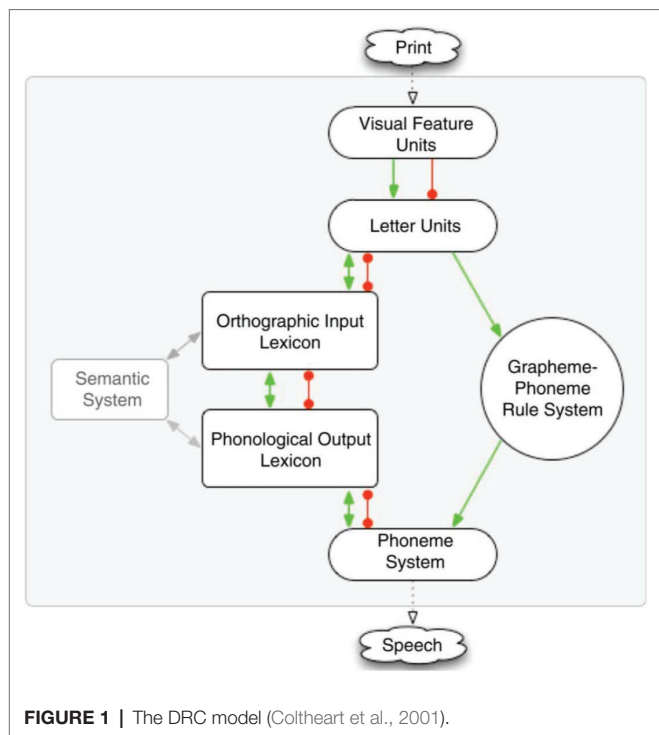 Print
Visual Feature
Units
Letter Units
Orthographic Input
Lexicon
Grapheme-
Phoneme
Rule System
Semantic
System
Phonological Output
Lexicon
Phoneme
System
Speech
FIGURE 1 | The DRC model (Coltheart et al., 2001).